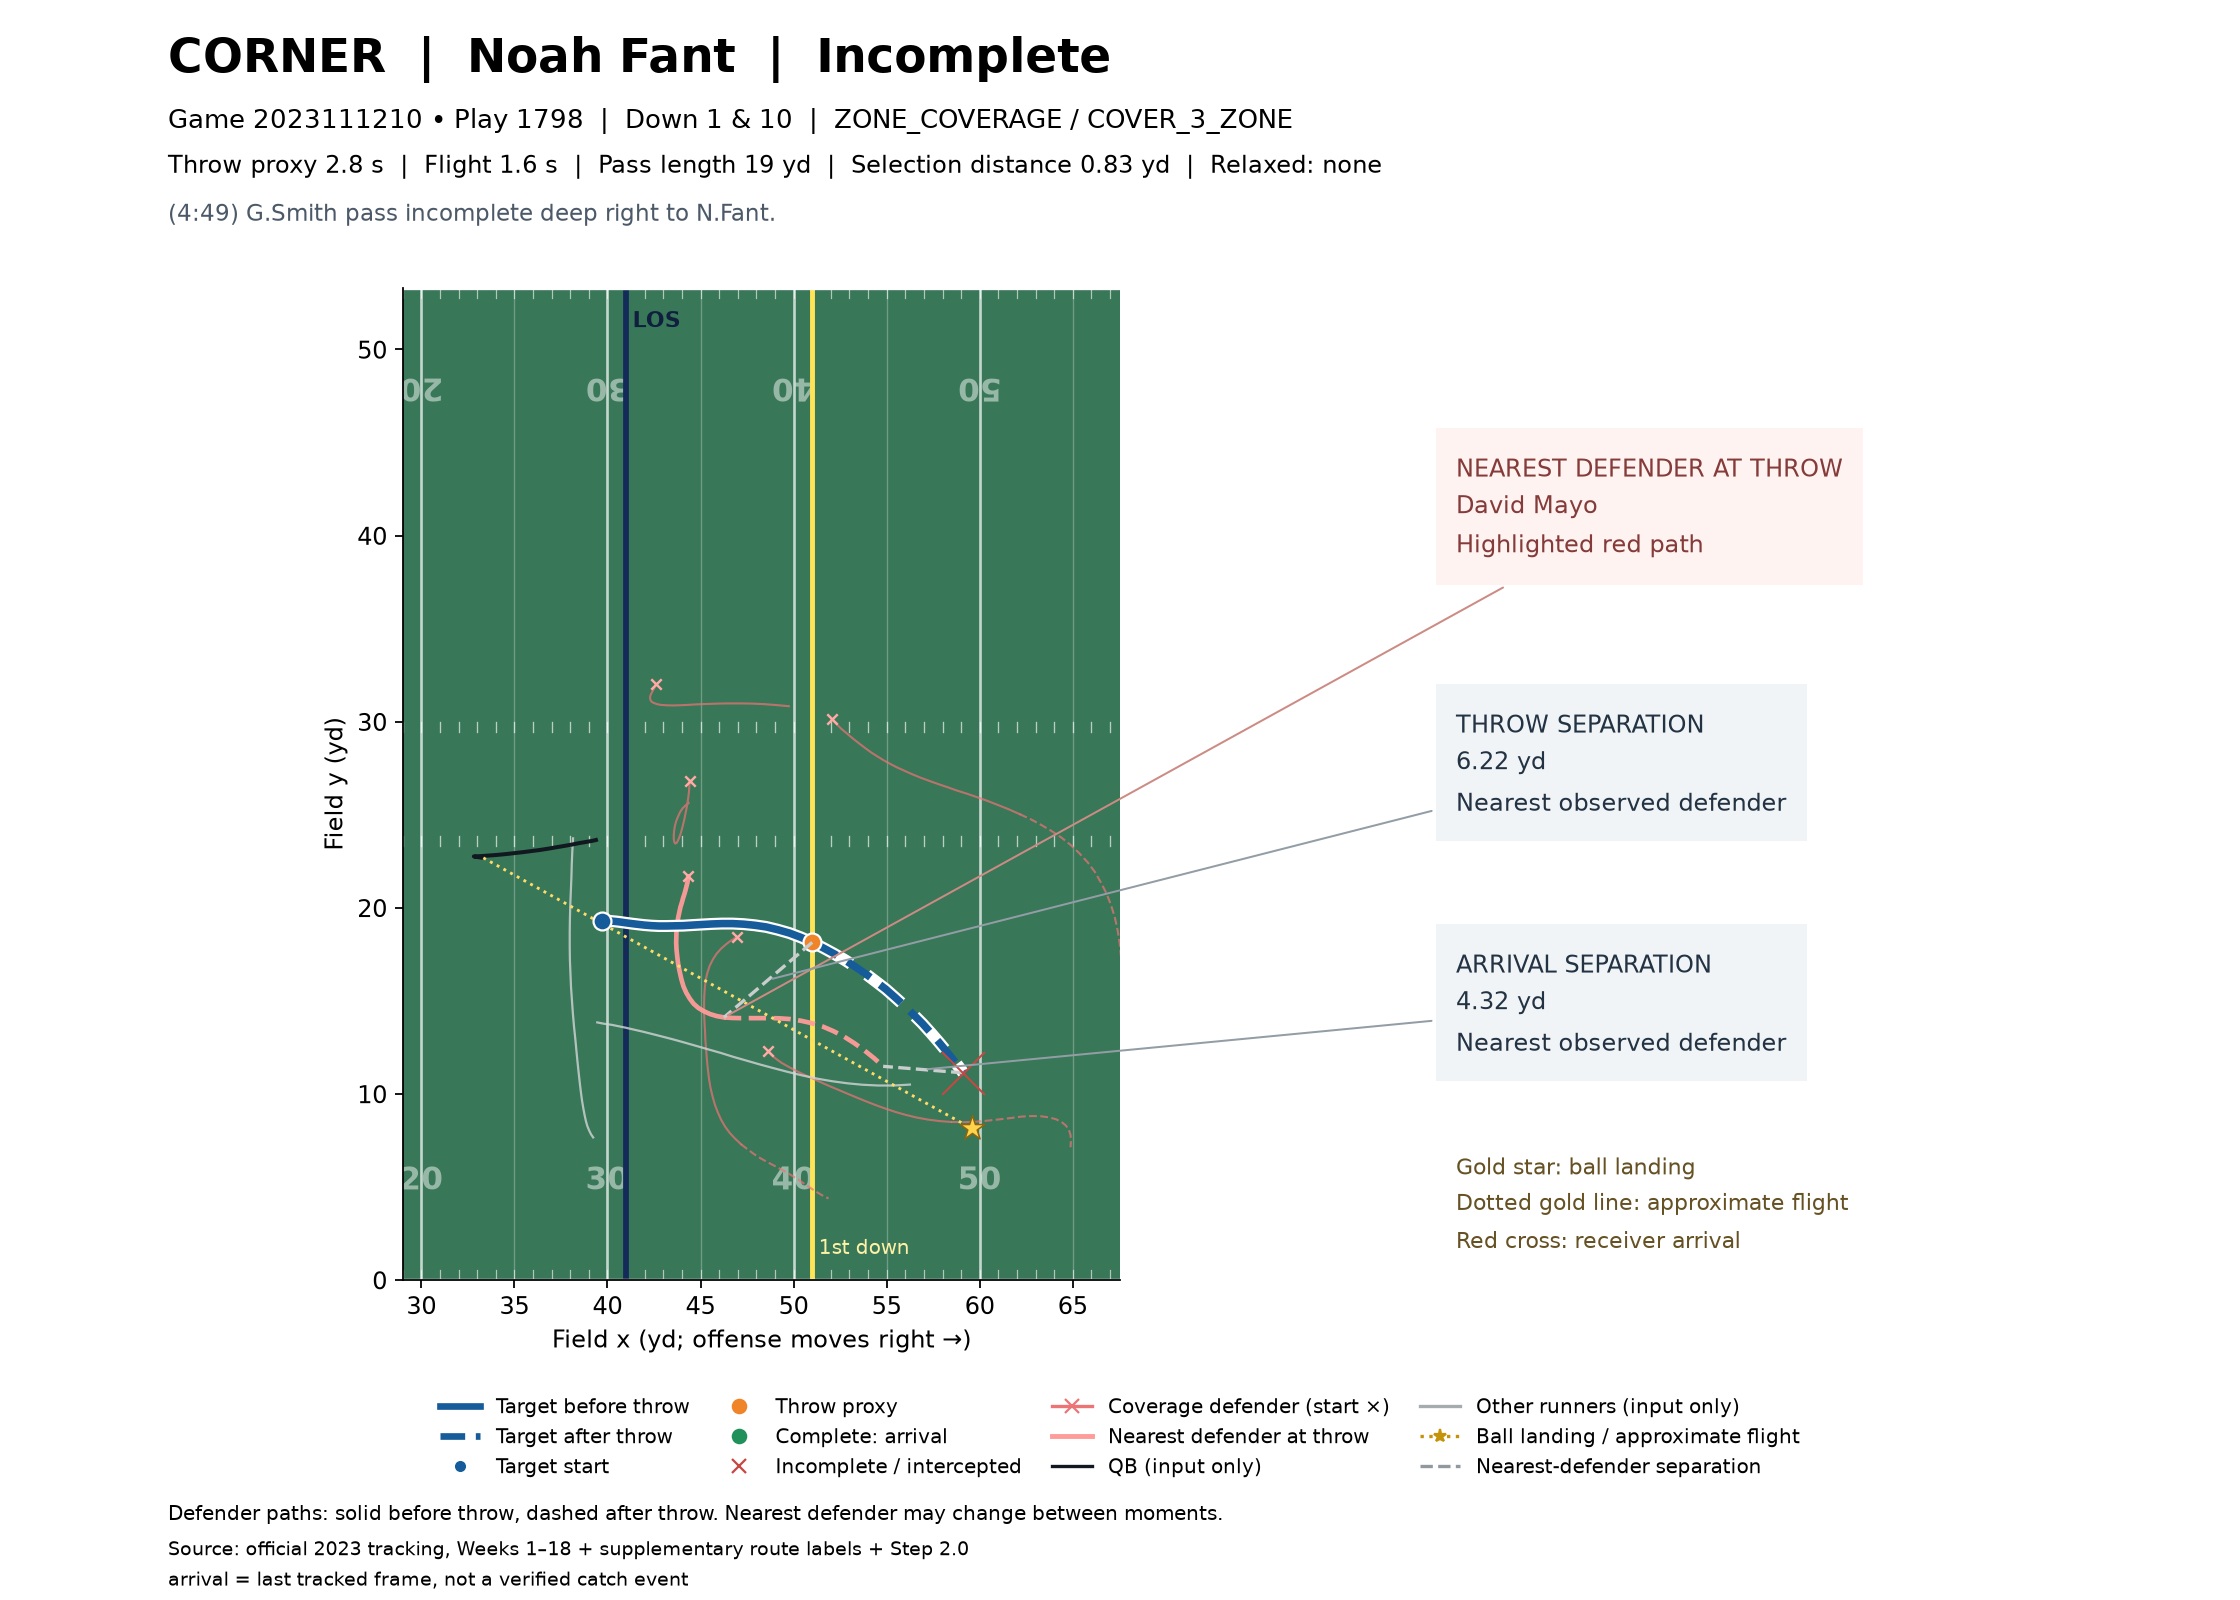 CORNER | Noah Fant | Incomplete
Game 2023111210 • Play 1798 | Down 1 & 10 | ZONE_COVERAGE / COVER_3_ZONE
Throw proxy 2.8 s | Flight 1.6 s | Pass length 19 yd | Selection distance 0.83 yd | Relaxed: none
(4:49) G.Smith pass incomplete deep right to N.Fant.
LOS
20 30 40 50
50
40
30
20
10
0
Field y (yd)
20 30 40 50
1st down
30 35 40 45 50 55 60 65
Field x (yd; offense moves right →)
NEAREST DEFENDER AT THROW
David Mayo
Highlighted red path
THROW SEPARATION
6.22 yd
Nearest observed defender
ARRIVAL SEPARATION
4.32 yd
Nearest observed defender
Gold star: ball landing
Dotted gold line: approximate flight
Red cross: receiver arrival
Target before throw
Target after throw
Target start
Throw proxy
Complete: arrival
Incomplete / intercepted
Coverage defender (start ×)
Nearest defender at throw
QB (input only)
Other runners (input only)
Ball landing / approximate flight
Nearest-defender separation
Defender paths: solid before throw, dashed after throw. Nearest defender may change between moments.
Source: official 2023 tracking, Weeks 1–18 + supplementary route labels + Step 2.0
arrival = last tracked frame, not a verified catch event